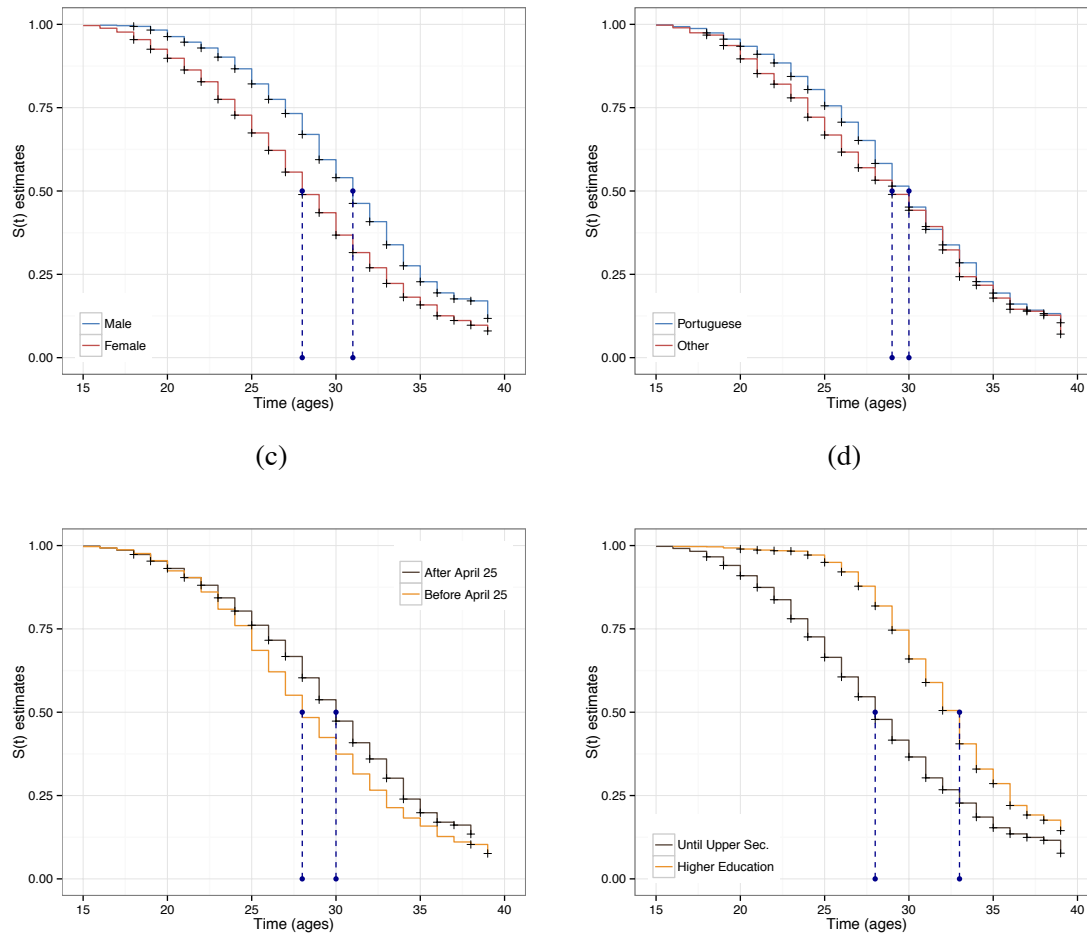 1.00
0.75
0.50
0.25
0.00
S(t) estimates
Male
Female
15 20 25 30 35 40
Time (ages)
(c)
1.00
0.75
0.50
0.25
0.00
S(t) estimates
Portuguese
Other
15 20 25 30 35 40
Time (ages)
(d)
1.00
0.75
0.50
0.25
0.00
S(t) estimates
After April 25
Before April 25
15 20 25 30 35 40
Time (ages)
1.00
0.75
0.50
0.25
0.00
S(t) estimates
Until Upper Sec.
Higher Education
15 20 25 30 35 40
Time (ages)